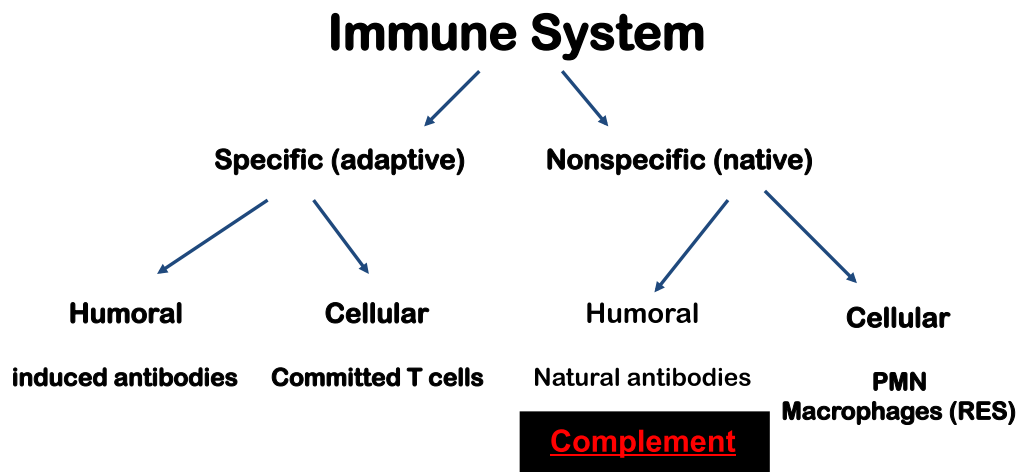 Immune System
Specific (adaptive)
Nonspecific (native)
Humoral
Cellular
Humoral
Cellular
induced antibodies
Committed T cells
Natural antibodies
PMN
Macrophages (RES)
Complement